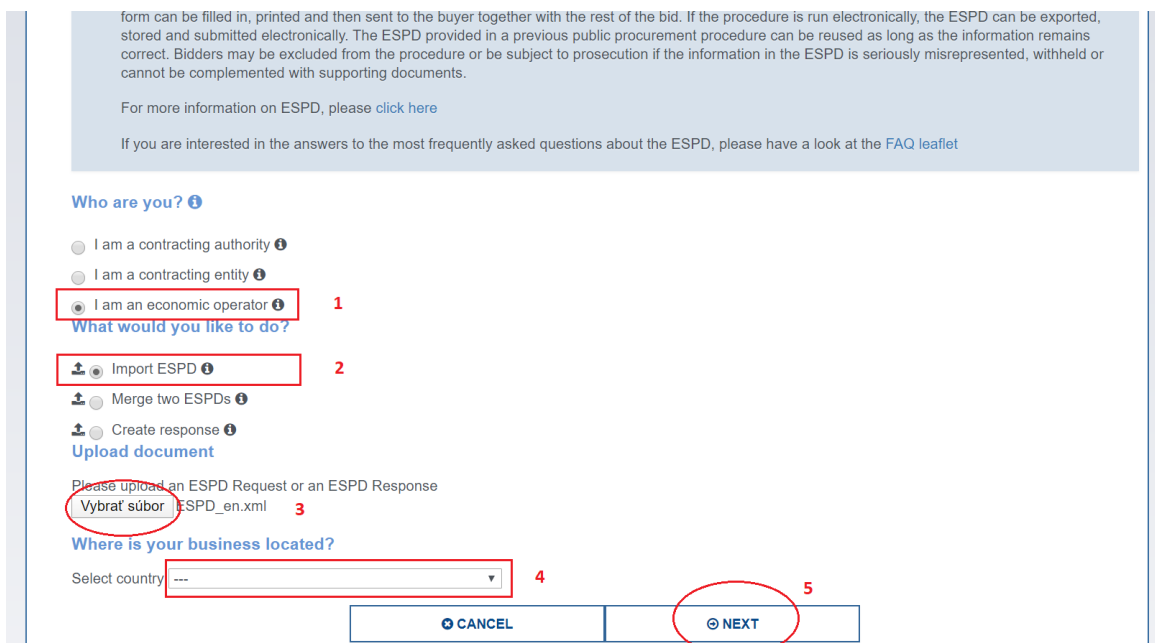 form can be filled in, printed and then sent to the buyer together with the rest of the bid. If the procedure is run electronically, the ESPD can be exported,
stored and submitted electronically. The ESPD provided in a previous public procurement procedure can be reused as long as the information remains
correct. Bidders may be excluded from the procedure or be subject to prosecution if the information in the ESPD is seriously misrepresented, withheld or
cannot be complemented with supporting documents.
For more information on ESPD, please click here
If you are interested in the answers to the most frequently asked questions about the ESPD, please have a look at the FAQ leaflet
Who are you?
I am a contracting authority
I am a contracting entity
I am an economic operator 1
What would you like to do?
Import ESPD 2
Merge two ESPDs
Create response
Upload document
Please upload an ESPD Request or an ESPD Response
Vybrať súbor ESPD_en.xml 3
Where is your business located?
Select country --- 4
5
CANCEL NEXT